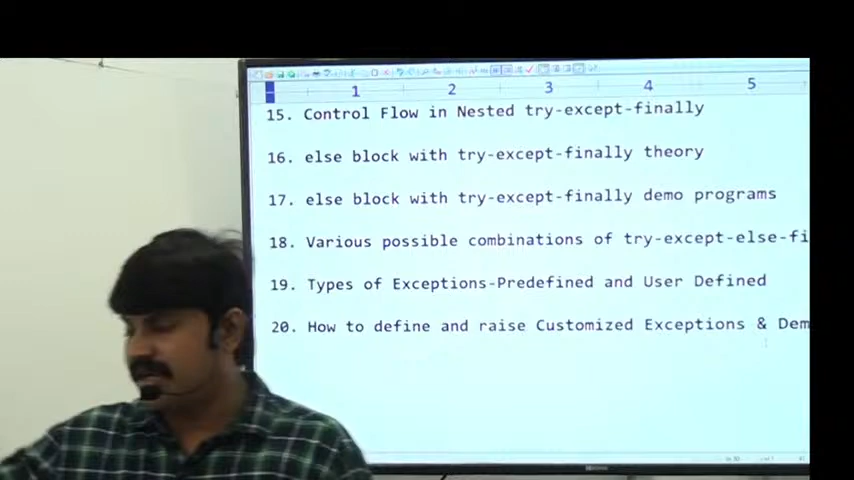 1 2 3 4 5
15. Control Flow in Nested try-except-finally
16. else block with try-except-finally theory
17. else block with try-except-finally demo programs
18. Various possible combinations of try-except-else-fi
19. Types of Exceptions-Predefined and User Defined
20. How to define and raise Customized Exceptions & Dem